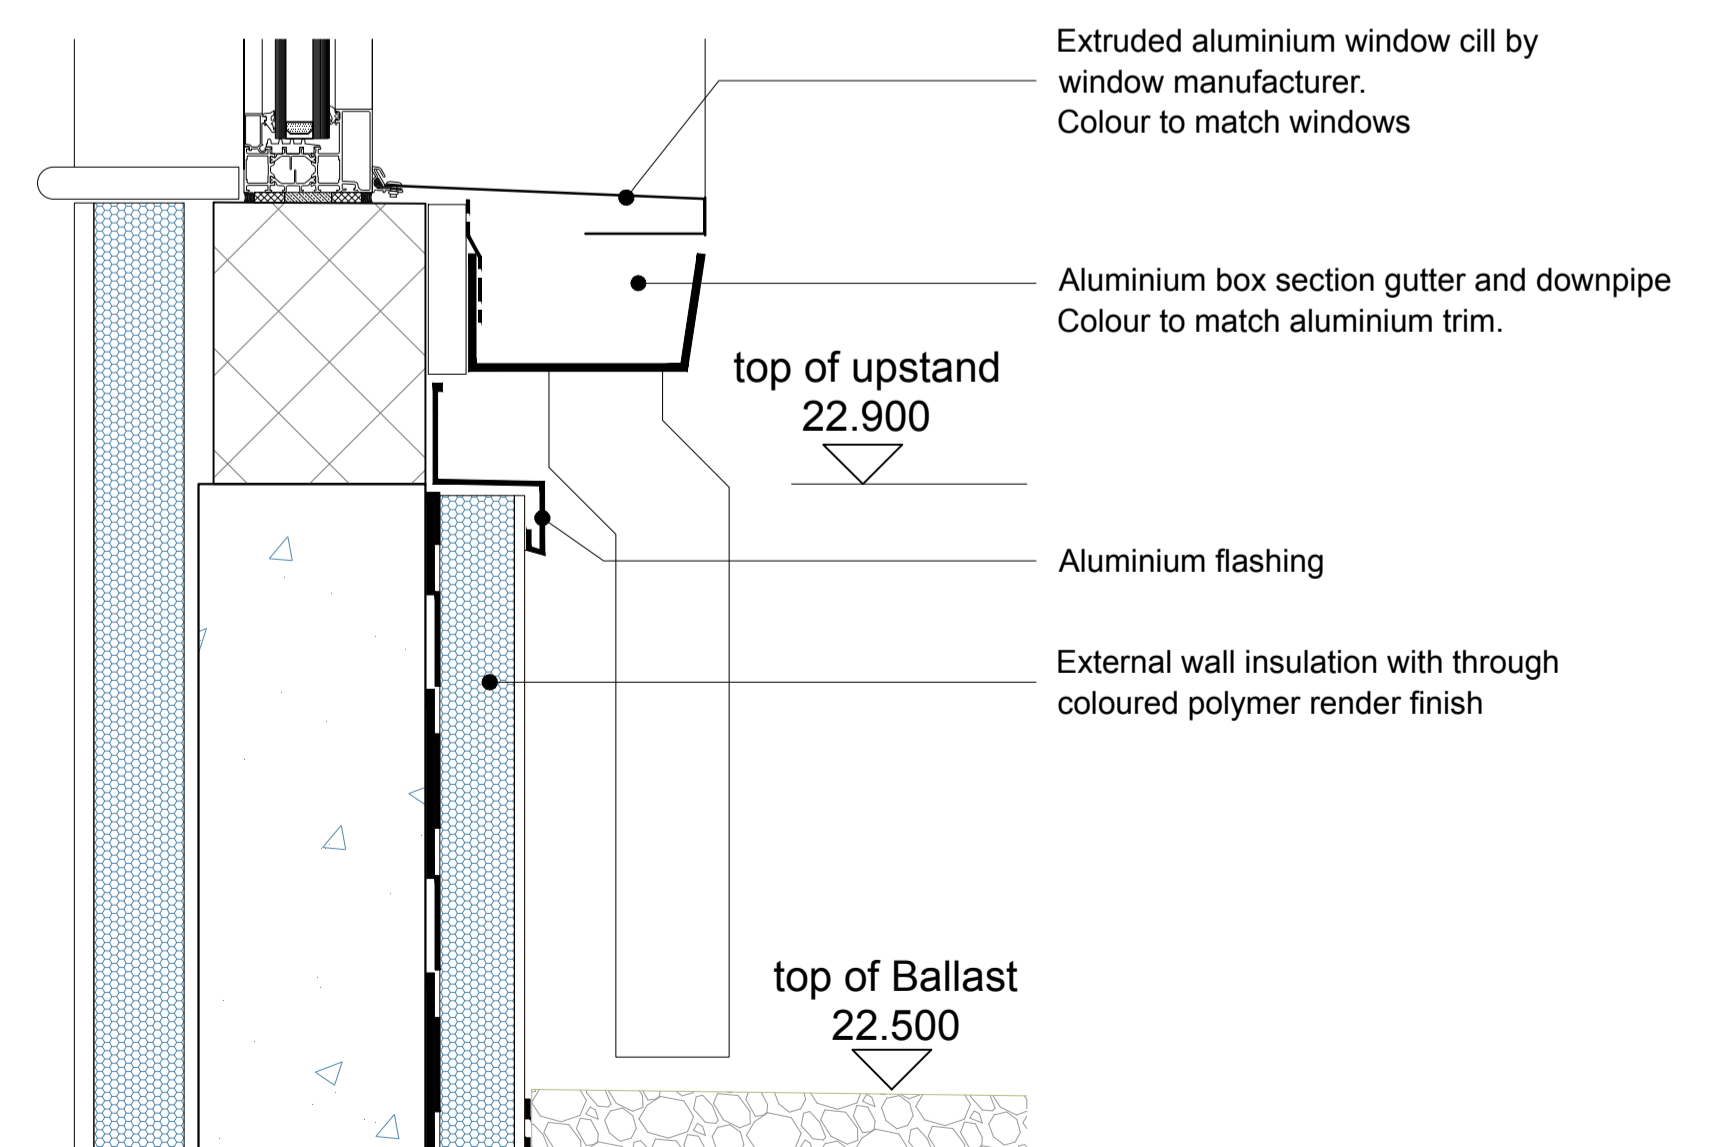 Extruded aluminium window cill by
window manufacturer.
Colour to match windows
Aluminium box section gutter and downpipe
Colour to match aluminium trim.
top of upstand
22.900
Aluminium flashing
External wall insulation with through
coloured polymer render finish
top of Ballast
22.500